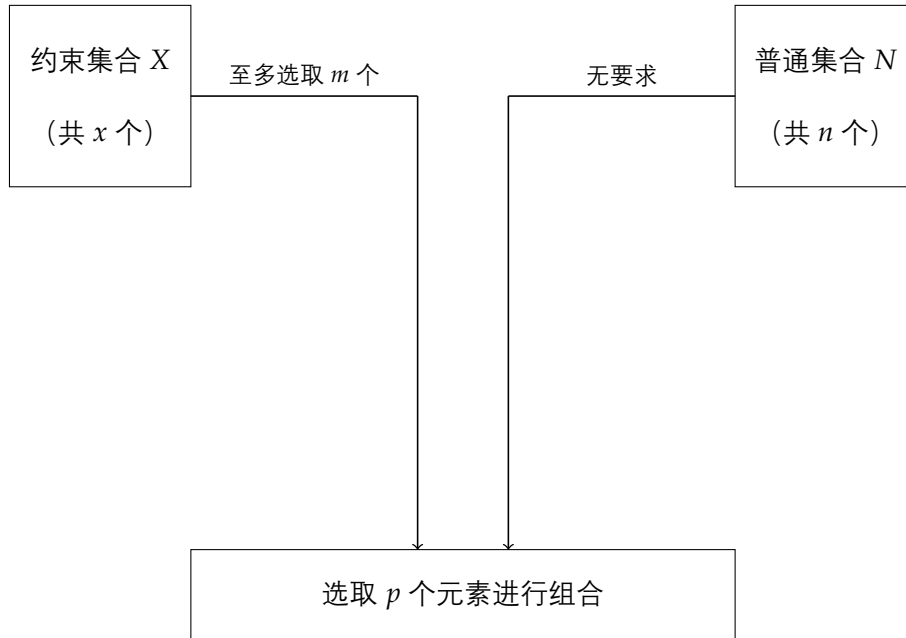 约束集合 X
（共 x 个）
至多选取 m 个
无要求
普通集合 N
（共 n 个）
选取 p 个元素进行组合